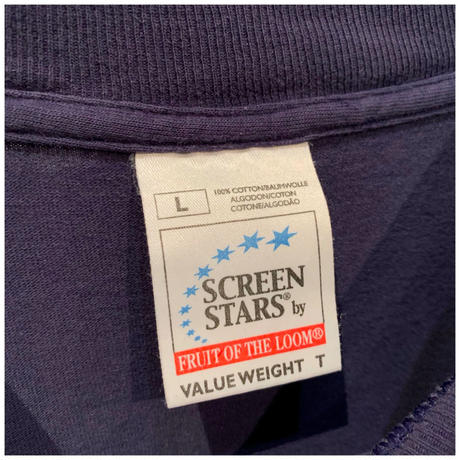 L
100% COTTON/BAUMWOLLE
ALGODON/COTON
COTONE/ALGODÃO
SCREEN
STARS® by
FRUIT OF THE LOOM®
VALUE WEIGHT T